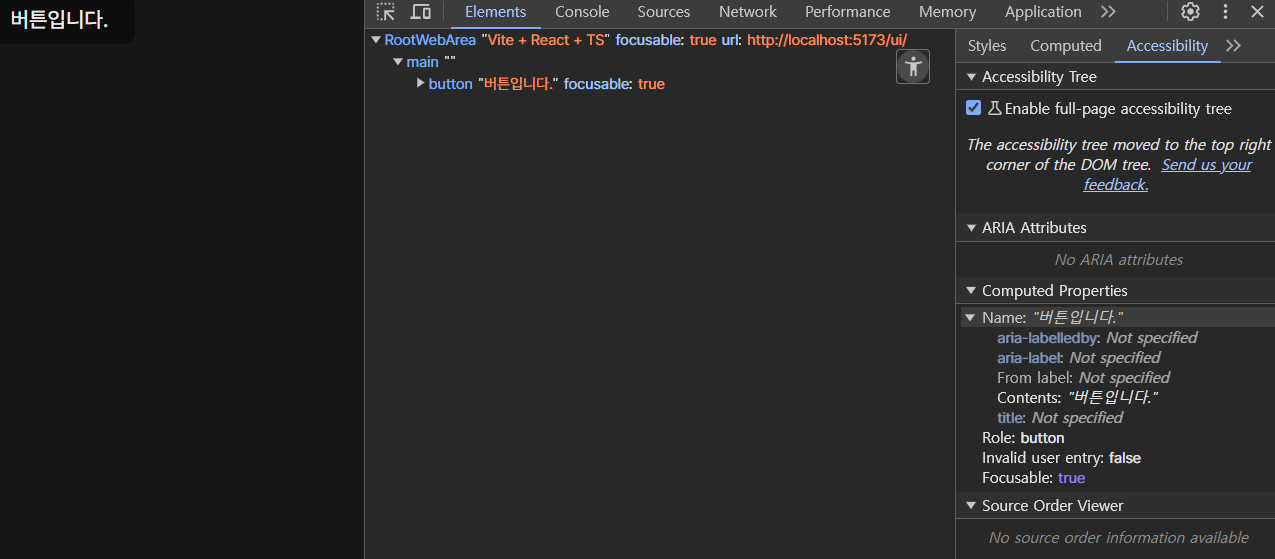 버튼입니다.
Elements Console Sources Network Performance Memory Application
RootWebArea "Vite + React + TS" focusable: true url: http://localhost:5173/ui/
main ""
button "버튼입니다." focusable: true
Styles Computed Accessibility
Accessibility Tree
Enable full-page accessibility tree
The accessibility tree moved to the top right
corner of the DOM tree. Send us your
feedback.
ARIA Attributes
No ARIA attributes
Computed Properties
Name: "버튼입니다."
aria-labelledby: Not specified
aria-label: Not specified
From label: Not specified
Contents: "버튼입니다."
title: Not specified
Role: button
Invalid user entry: false
Focusable: true
Source Order Viewer
No source order information available